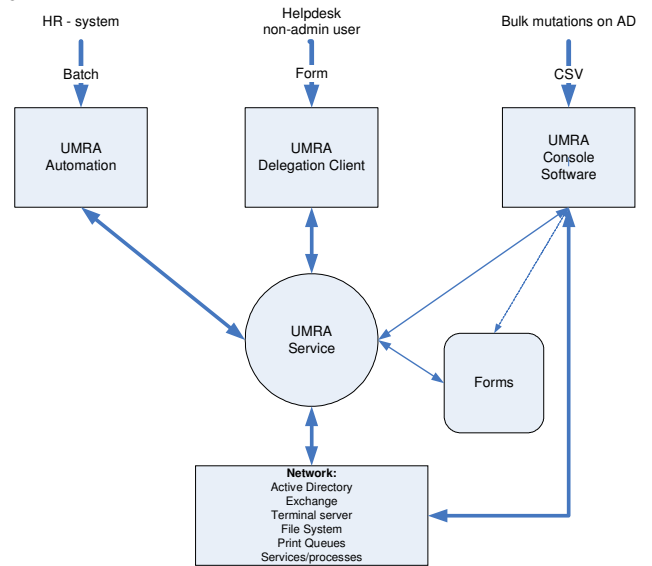 HR - system
Helpdesk
non-admin user
Bulk mutations on AD
Batch
Form
CSV
UMRA
Automation
UMRA
Delegation Client
UMRA
Console
Software
UMRA
Service
Forms
Network:
Active Directory
Exchange
Terminal server
File System
Print Queues
Services/processes